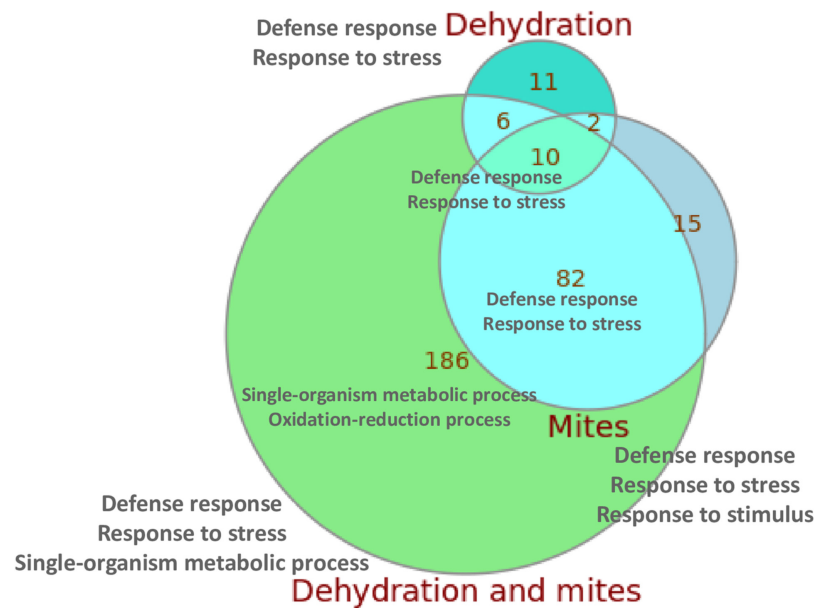 Defense response
Response to stress
Dehydration
11
6
2
10
Defense response
Response to stress
15
82
Defense response
Response to stress
186
Single-organism metabolic process
Oxidation-reduction process
Mites
Defense response
Response to stress
Response to stimulus
Defense response
Response to stress
Single-organism metabolic process
Dehydration and mites